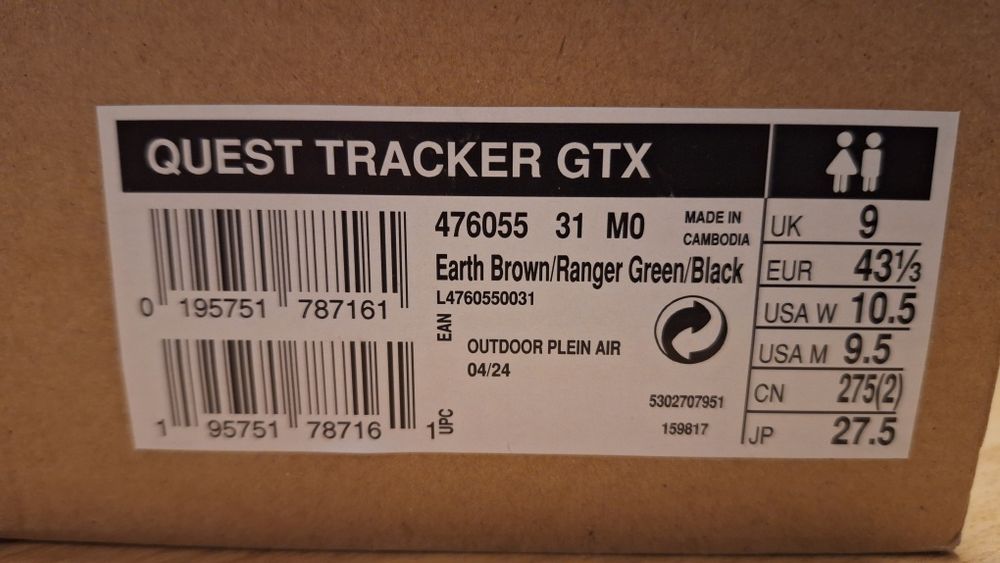 QUEST TRACKER GTX
476055 31 M0
MADE IN
CAMBODIA
Earth Brown/Ranger Green/Black
L4760550031
0 195751 787161
EAN
OUTDOOR PLEIN AIR
04/24
1 95751 78716 1
UPC
5302707951
159817
UK 9
EUR 43⅓
USA W 10.5
USA M 9.5
CN 275(2)
JP 27.5